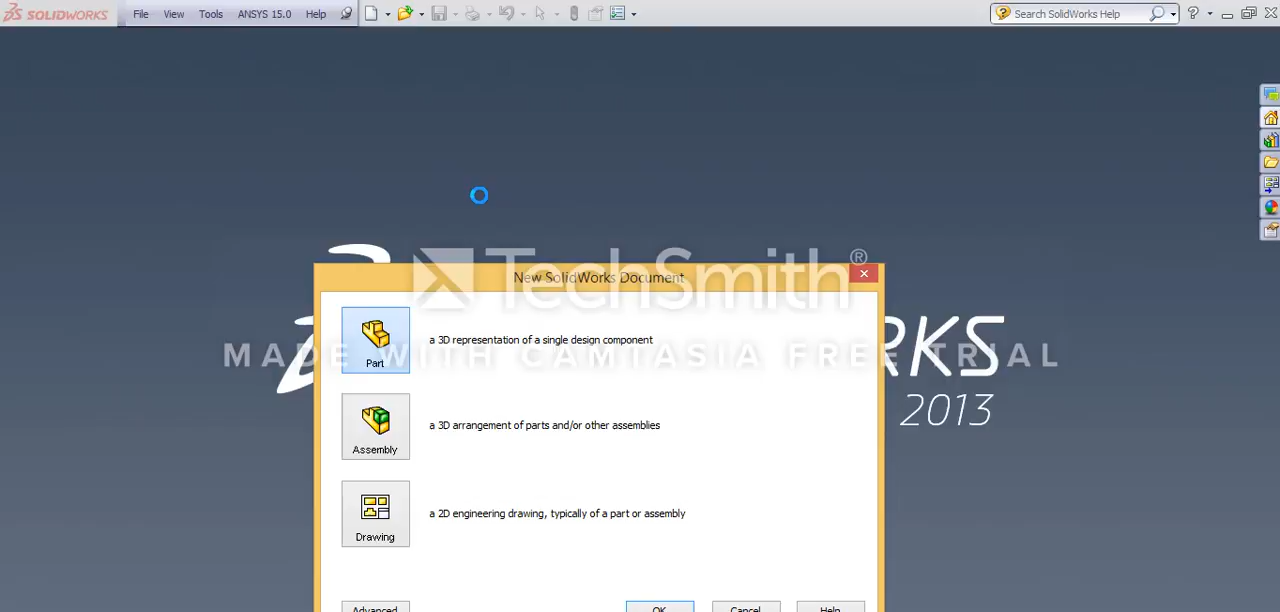 SOLIDWORKS File View Tools ANSYS 15.0 Help Search SolidWorks Help
TechSmith®
New SolidWorks Document
Part
a 3D representation of a single design component
MADE WITH CAMTASIA FREE TRIAL
RKS
2013
Assembly
a 3D arrangement of parts and/or other assemblies
Drawing
a 2D engineering drawing, typically of a part or assembly
Advanced OK Cancel Help